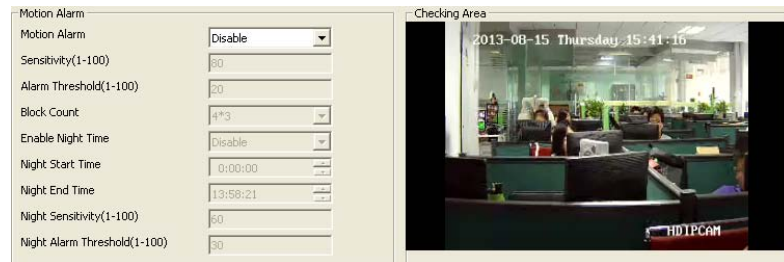 Motion Alarm
Motion Alarm Disable
Sensitivity(1-100) 80
Alarm Threshold(1-100) 20
Block Count 4*3
Enable Night Time Disable
Night Start Time 0:00:00
Night End Time 13:58:21
Night Sensitivity(1-100) 60
Night Alarm Threshold(1-100) 30
Checking Area
2013-08-15 Thursday 15:41:16
HDIPCAM